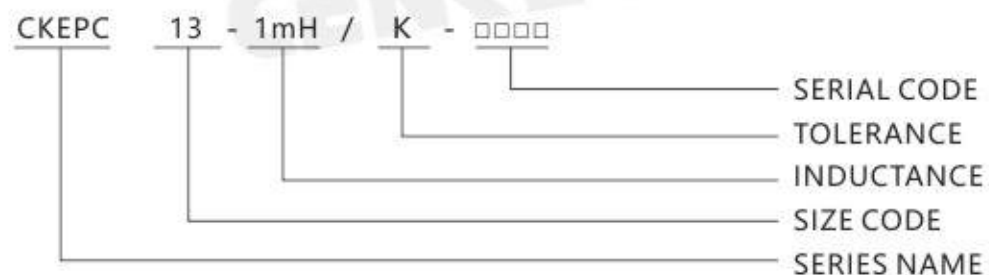 CKEPC 13 - 1mH / K - □□□□
SERIAL CODE
TOLERANCE
INDUCTANCE
SIZE CODE
SERIES NAME